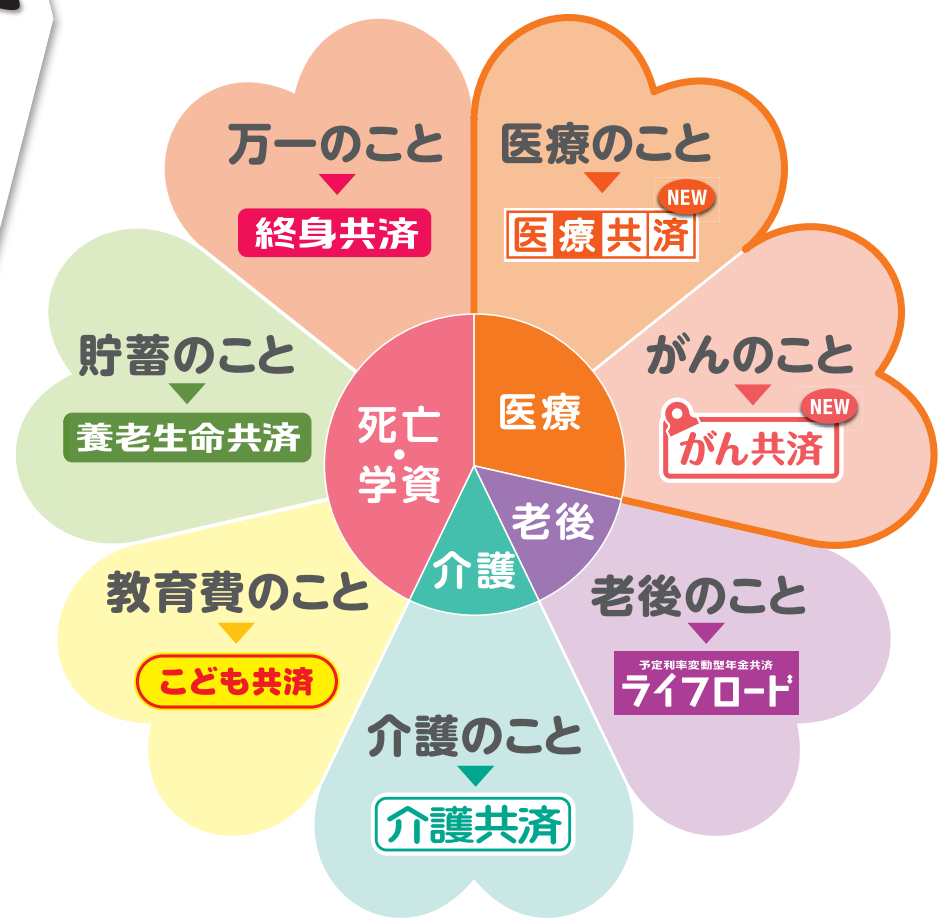 万一のこと
終身共済
医療のこと
NEW
医療共済
貯蓄のこと
養老生命共済
がんのこと
NEW
がん共済
死亡・学資
医療
老後
介護
教育費のこと
こども共済
老後のこと
予定利率変動型年金共済
ライフロード
介護のこと
介護共済